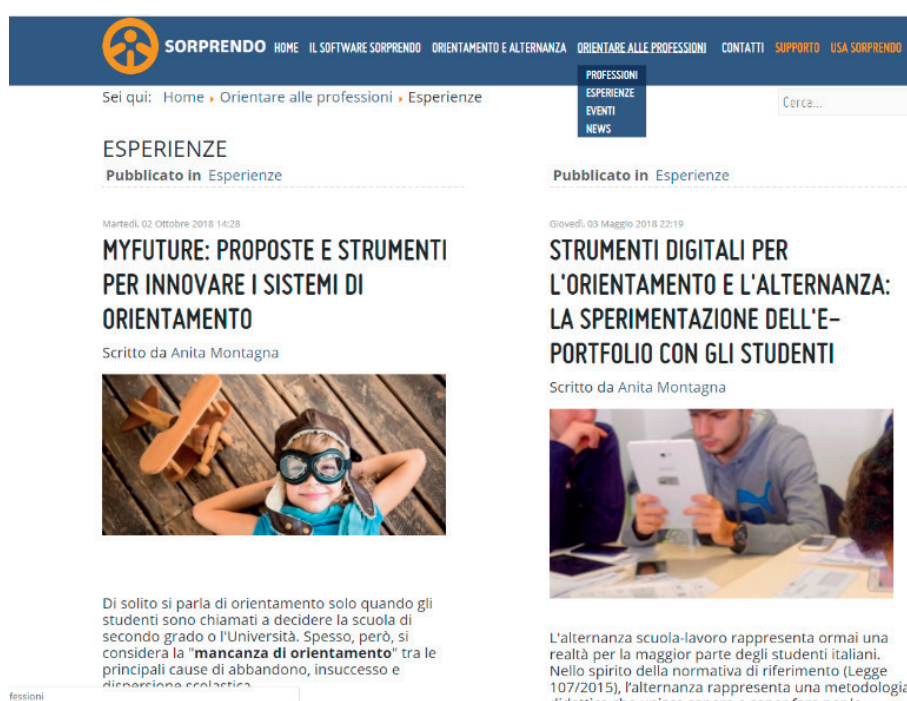 SORPRENDO HOME IL SOFTWARE SORPRENDO ORIENTAMENTO E ALTERNANZA ORIENTARE ALLE PROFESSIONI CONTATTI SUPPORTO USA SORPRENDO
PROFESSIONI
ESPERIENZE
EVENTI
NEWS
Sei qui: Home Orientare alle professioni Esperienze
Cerca...
ESPERIENZE
Pubblicato in Esperienze
Martedì, 02 Ottobre 2018 14:28
MYFUTURE: PROPOSTE E STRUMENTI
PER INNOVARE I SISTEMI DI
ORIENTAMENTO
Scritto da Anita Montagna
Di solito si parla di orientamento solo quando gli
studenti sono chiamati a decidere la scuola di
secondo grado o l'Università. Spesso, però, si
considera la "mancanza di orientamento" tra le
principali cause di abbandono, insuccesso e
dispersione scolastica
fessioni
Pubblicato in Esperienze
Giovedì, 03 Maggio 2018 22:19
STRUMENTI DIGITALI PER
L'ORIENTAMENTO E L'ALTERNANZA:
LA SPERIMENTAZIONE DELL'E-
PORTFOLIO CON GLI STUDENTI
Scritto da Anita Montagna
L'alternanza scuola-lavoro rappresenta ormai una
realtà per la maggior parte degli studenti italiani.
Nello spirito della normativa di riferimento (Legge
107/2015), l'alternanza rappresenta una metodologia